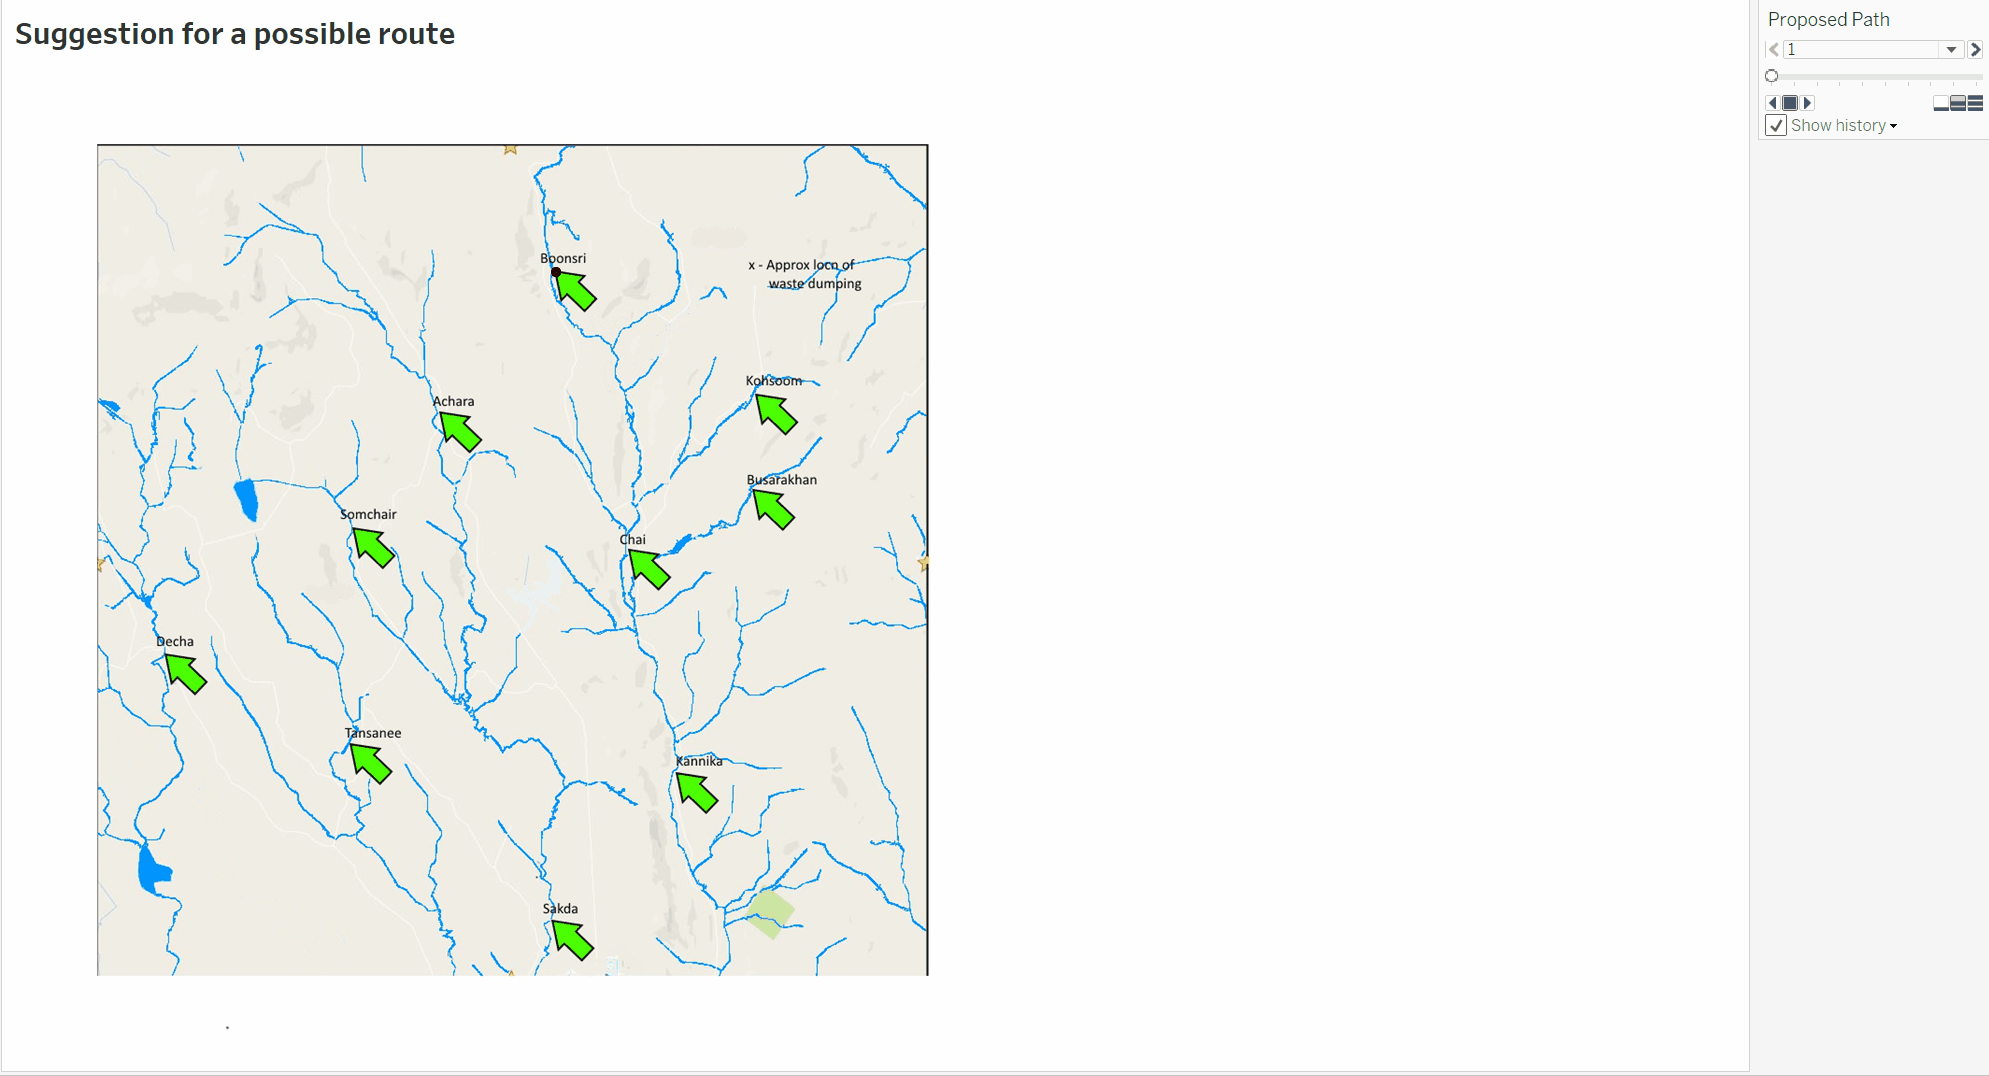 Suggestion for a possible route
Proposed Path
1
Show history
Boonsri
x - Approx locn of
waste dumping
Kohsoom
Achara
Busarakhan
Somchair
Chai
Decha
Tansanee
Kannika
Sakda